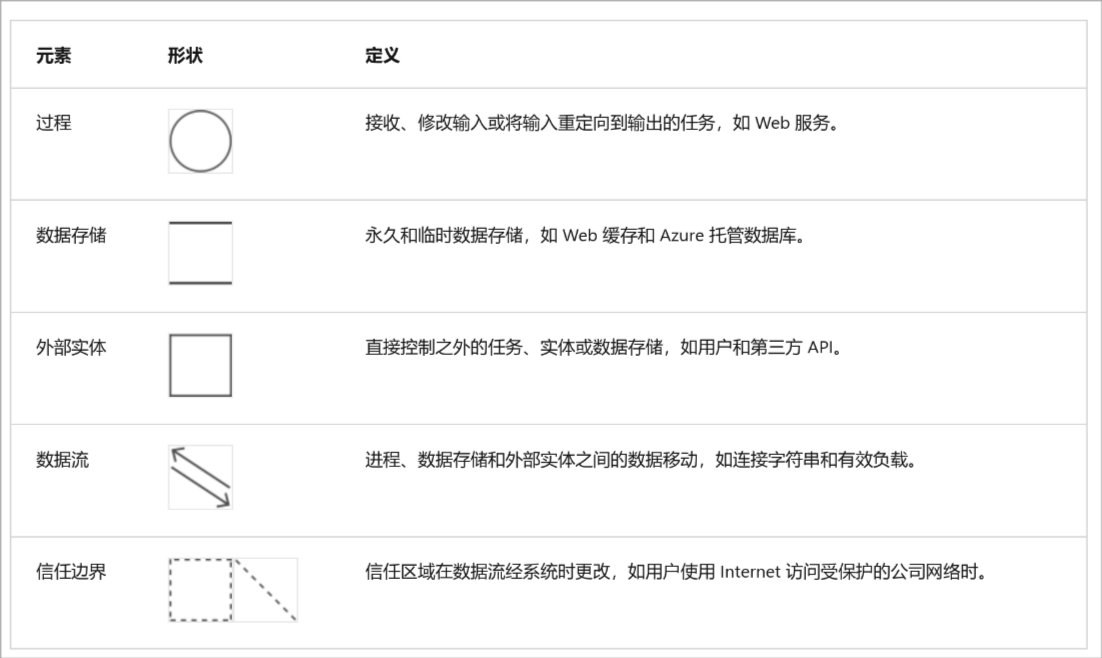 元素 形状 定义
过程 接收、修改输入或将输入重定向到输出的任务，如 Web 服务。
数据存储 永久和临时数据存储，如 Web 缓存和 Azure 托管数据库。
外部实体 直接控制之外的任务、实体或数据存储，如用户和第三方 API。
数据流 进程、数据存储和外部实体之间的数据移动，如连接字符串和有效负载。
信任边界 信任区域在数据流经系统时更改，如用户使用 Internet 访问受保护的公司网络时。